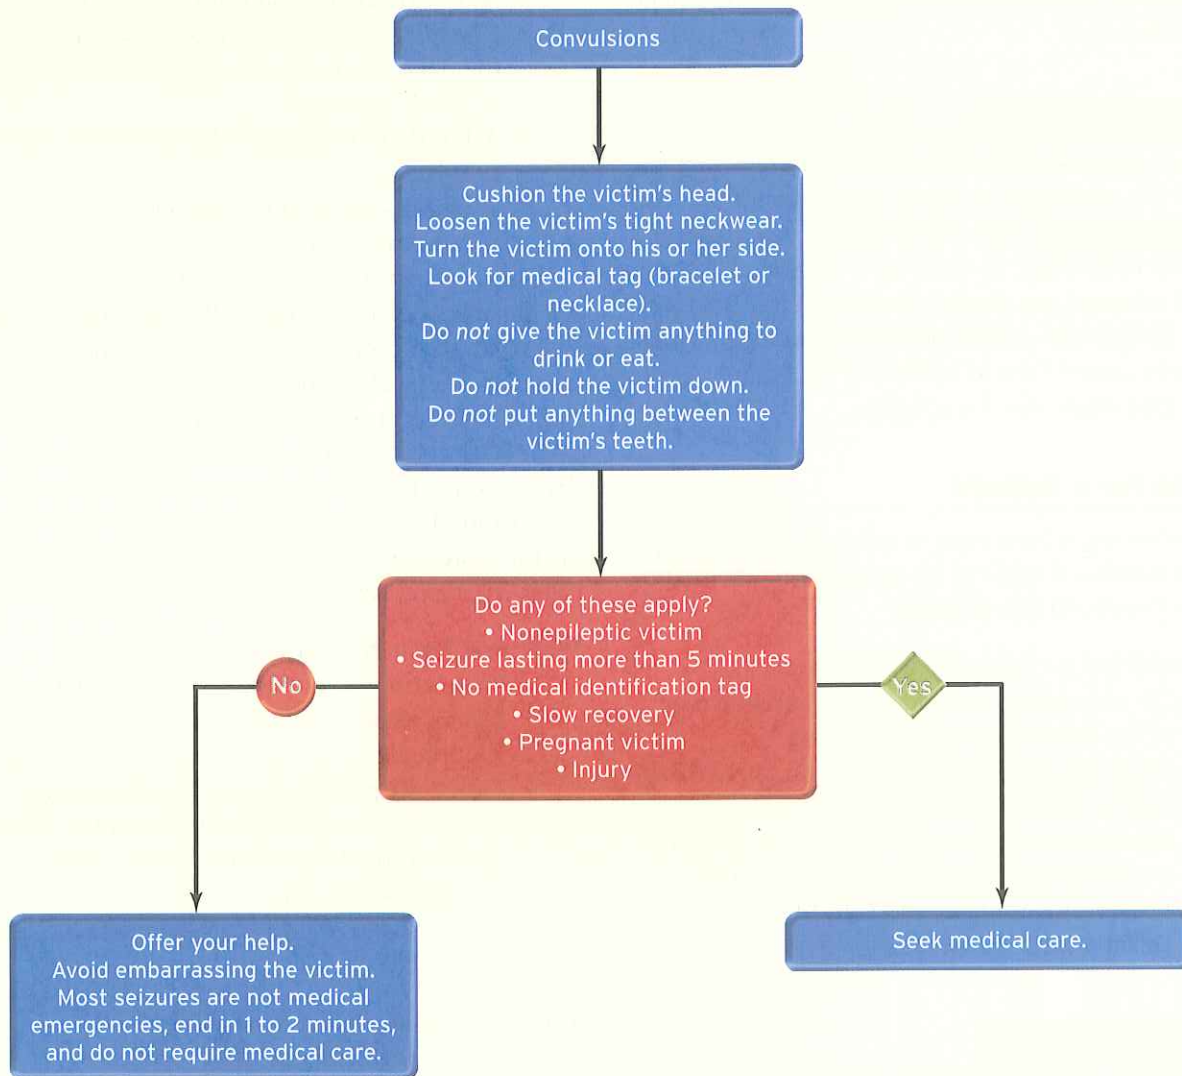 Convulsions
Cushion the victim's head.
Loosen the victim's tight neckwear.
Turn the victim onto his or her side.
Look for medical tag (bracelet or
necklace).
Do not give the victim anything to
drink or eat.
Do not hold the victim down.
Do not put anything between the
victim's teeth.
Do any of these apply?
• Nonepileptic victim
• Seizure lasting more than 5 minutes
• No medical identification tag
• Slow recovery
• Pregnant victim
• Injury
No
Yes
Offer your help.
Avoid embarrassing the victim.
Most seizures are not medical
emergencies, end in 1 to 2 minutes,
and do not require medical care.
Seek medical care.